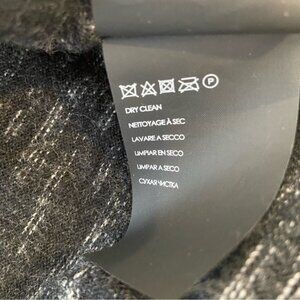 P
DRY CLEAN
NETTOYAGE À SEC
LAVARE A SECCO
LIMPIAR EN SECO
LIMPAR A SECO
СУХАЯ ЧИСТКА